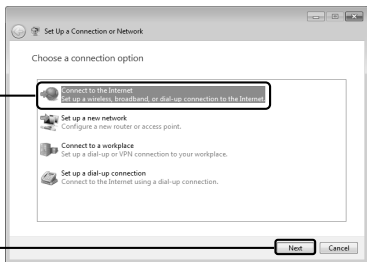 Set Up a Connection or Network
Choose a connection option
Connect to the Internet
Set up a wireless, broadband, or dial-up connection to the Internet.
Set up a new network
Configure a new router or access point.
Connect to a workplace
Set up a dial-up or VPN connection to your workplace.
Set up a dial-up connection
Connect to the Internet using a dial-up connection.
Next
Cancel